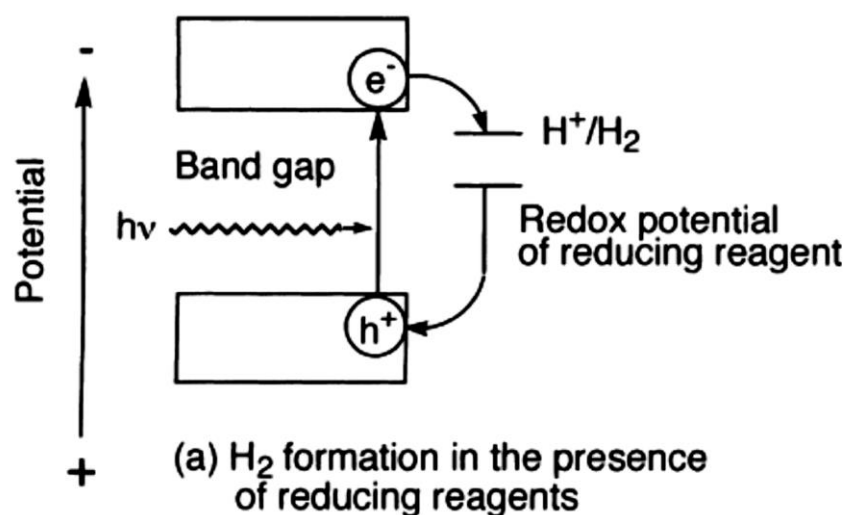 -
e⁻
H⁺/H₂
Band gap
Potential
hν
Redox potential
of reducing reagent
h⁺
+
(a) H₂ formation in the presence
of reducing reagents